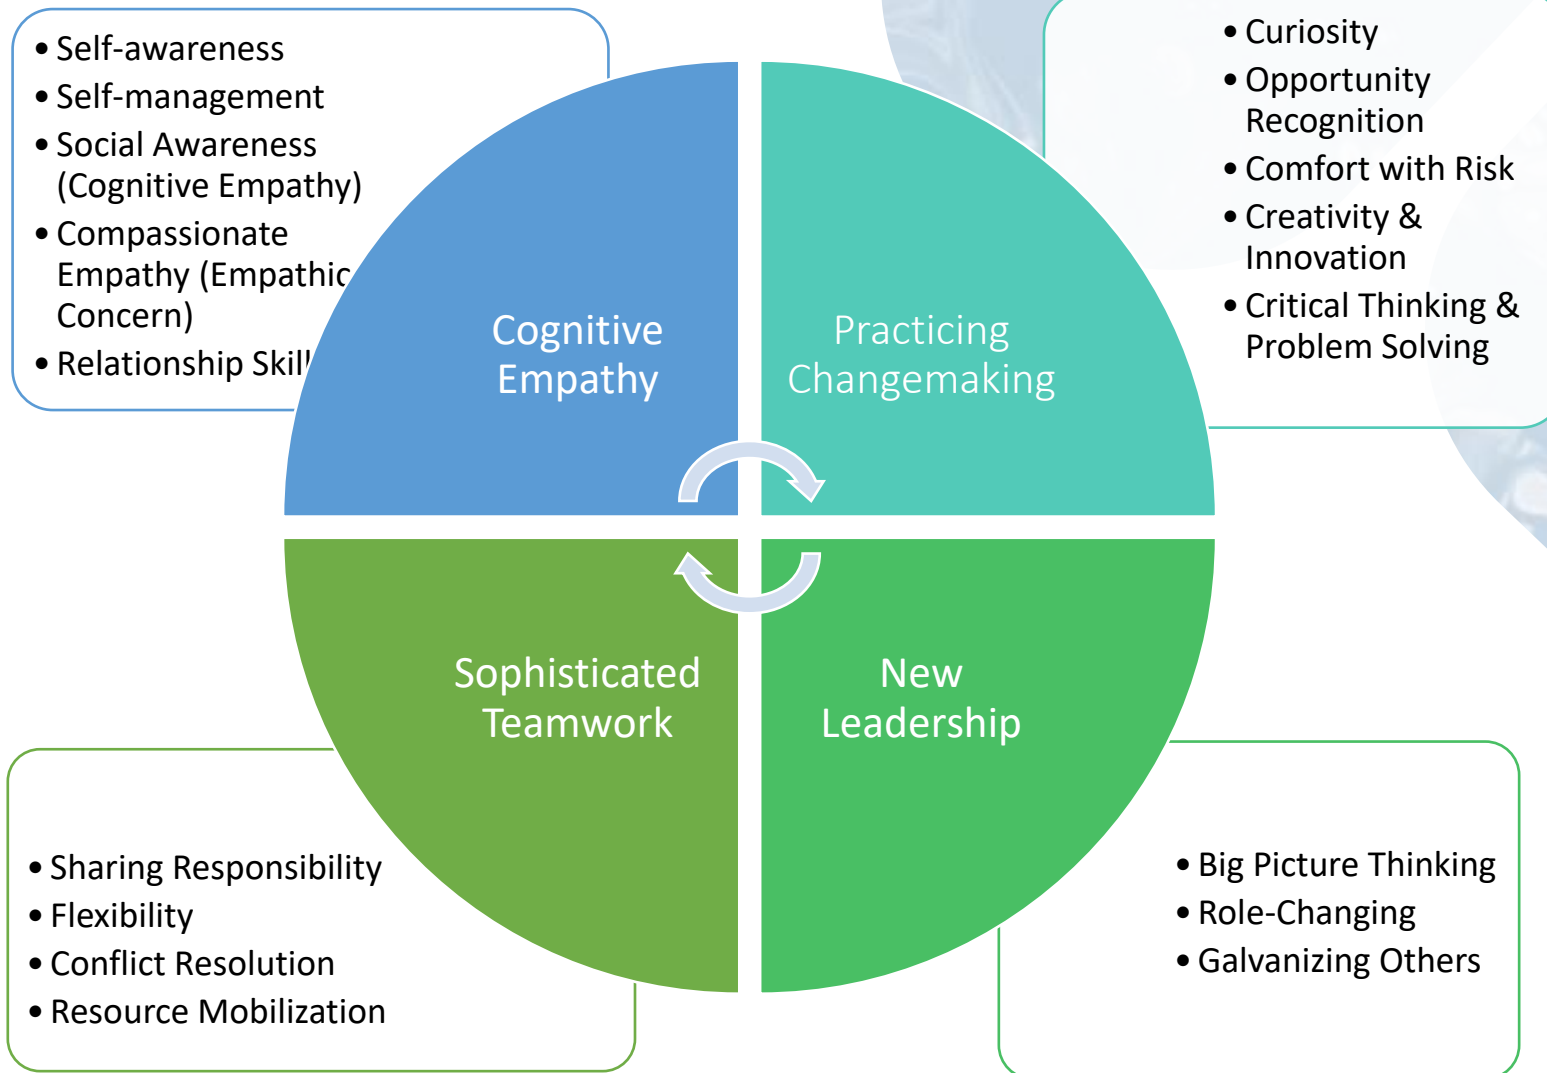 • Self-awareness
• Self-management
• Social Awareness
(Cognitive Empathy)
• Compassionate
Empathy (Empathic
Concern)
• Relationship Skil
• Curiosity
• Opportunity
Recognition
• Comfort with Risk
• Creativity &
Innovation
• Critical Thinking &
Problem Solving
Cognitive
Empathy
Practicing
Changemaking
Sophisticated
Teamwork
New
Leadership
• Sharing Responsibility
• Flexibility
• Conflict Resolution
• Resource Mobilization
• Big Picture Thinking
• Role-Changing
• Galvanizing Others